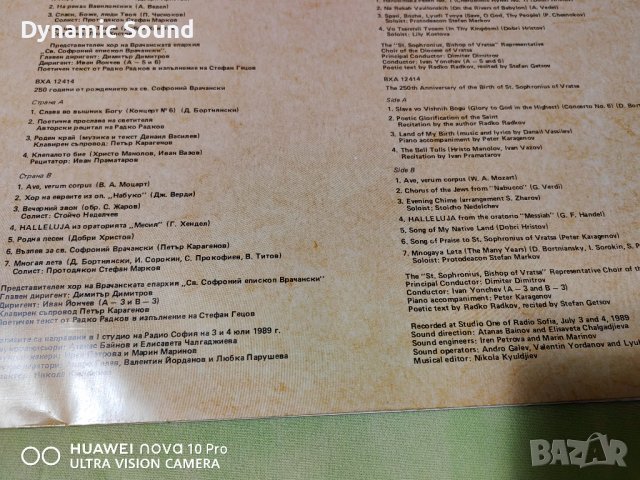 Dynamic Sound
2. На реках Вавилонских (А. Ведел)
3. Спаси, Боже, люди Твоя (П. Чесноков)
Солист: Протодякон Стефан Марков
Представителен хор на Врачанската епархия
„Св. Софроний Епископ Врачански"
Главен диригент: Димитър Димитров
Диригент: Иван Йончев (А — 5 и 6)
Поетичен текст от Радко Радков в изпълнение на Стефан Гецов
ВХА 12414
250 години от рождението на св. Софроний Врачански
Страна А
1. Слава во вышних Богу (Концерт № 6) (Д. Бортнянски)
2. Поетична прослава на светителя
Авторски рецитал на Радко Радков
3. Родин край (музика и текст Данаил Василев)
Клавирен съпровод: Петър Карагенов
4. Клепалото бие (Христо Манолов, Иван Вазов)
Рецитатор: Иван Праматаров
Страна В
1. Ave, verum corpus (В. А. Моцарт)
2. Хор на евреите из оп. „Набуко" (Дж. Верди)
3. Вечерний звон (обр. С. Жаров)
Солист: Стойчо Неделчев
4. HALLELUJA из ораторията „Месия" (Г. Хендел)
5. Родна песен (Добри Христов)
6. Възпев за св. Софроний Врачански (Петър Карагенов)
7. Многая лета (Д. Бортнянски, И. Сорокин, С. Прокофиев, В. Титов)
Солист: Протодякон Стефан Марков
Представителен хор на Врачанската епархия „Св. Софроний епископ Врачански"
Главен диригент: Димитър Димитров
Диригент: Иван Йончев (А — 3 и В — 3)
Клавирен съпровод Петър Карагенов
Поетичен текст от Радко Радков в изпълнение на Стефан Гецов
Записите са направени в I студио на Радио София на 3 и 4 юли 1989 г.
Байнов и Елисавета Чалгаджиева
Петрова и Марин Маринов
Галев, Валентин Йорданов и Любка Парушева
2. Na Rekah Vavilonskih (On the Rivers of Babylon) (A. Vedel)
3. Spasi, Bozhe, Lyudi Tvoya (Save, O God, Thy People) (P. Chesnokov)
Soloist: Protodeacon Stefan Markov
4. Vo Tsarstvii Tvoem (In Thy Kingdom) (Dobri Hristov)
Soloist: Lily Kostova
The "St. Sophronius, Bishop of Vratsa" Representative
Choir of the Diocese of Vratsa
Principal Conductor: Dimiter Dimitrov
Conductor: Ivan Yonchev (A — 5 and 6)
Poetic text by Radko Radkov, recited by Stefan Getsov
BXA 12414
The 250th Anniversary of the Birth of St. Sophronius of Vratsa
Side A
1. Slava vo Vishnih Bogu (Glory to God in the Highest) (Concerto No. 6) (D. Bo
2. Poetic Glorification of the Saint
Recitation by the author Radko Radkov
3. Land of My Birth (music and lyrics by Danail Vassilev)
Piano accompaniment by Peter Karagenov
4. The Bell Tolls (Hristo Manolov, Ivan Vazov)
Recitation by Ivan Pramatarov
Side B
1. Ave, verum corpus (W. A. Mozart)
2. Chorus of the Jews from "Nabucco" (G. Verdi)
3. Evening Chime (arrangement S. Zharov)
Soloist: Stoicho Nedelchev
4. HALLELUJA from the oratorio "Messiah" (G. F. Handel)
5. Song of My Native Land (Dobri Hristov)
6. Song of Praise to St. Sophronius of Vratsa (Peter Karagenov)
7. Mnogaya Leta (The Many Years) (D. Bortniansky, I. Sorokin, S. P
Soloist: Protodeacon Stefan Markov
The "St. Sophronius, Bishop of Vratsa" Representative Choir of the
Principal Conductor: Dimiter Dimitrov
Conductor: Ivan Yonchev (A — 3 and B — 3)
Piano accompaniment: Peter Karagenov
Poetic text by Radko Radkov, recited by Stefan Getsov
Recorded at Studio One of Radio Sofia, July 3 and 4, 1989
Sound direction: Atanas Bainov and Elisaveta Chalgadjieva
Sound engineers: Iren Petrova and Marin Marinov
Sound operators: Andro Galev, Valentin Yordanov and Lyub
Musical editor: Nikola Kyuldjiev
HUAWEI nova 10 Pro
ULTRA VISION CAMERA
BAZAR